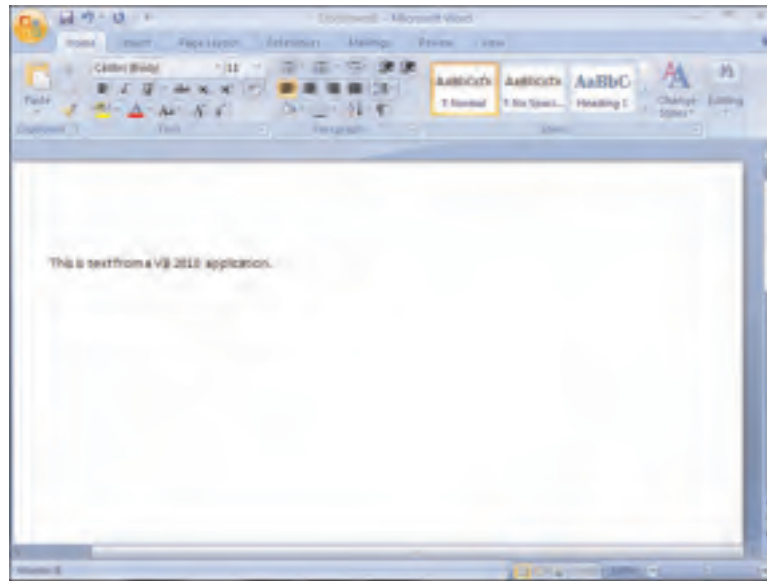 Microsoft Word
Home Insert Page Layout References Mailings Review View
Calibri (Body) 11
AaBbCcDc AaBbCcDc AaBbC
Paste ¶ Normal ¶ No Spaci... Heading 1 Change Styles Editing
Clipboard Font Paragraph Styles
This is text from a VB 2010 application.